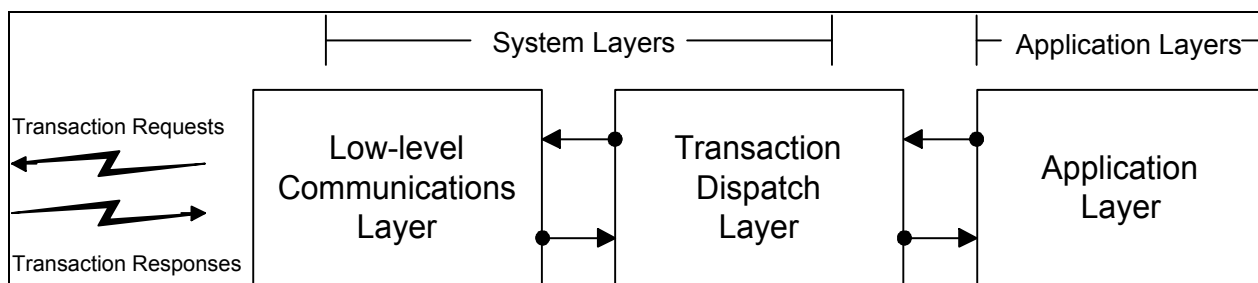 System Layers
Application Layers
Transaction Requests
Low-level
Communications
Layer
Transaction
Dispatch
Layer
Application
Layer
Transaction Responses